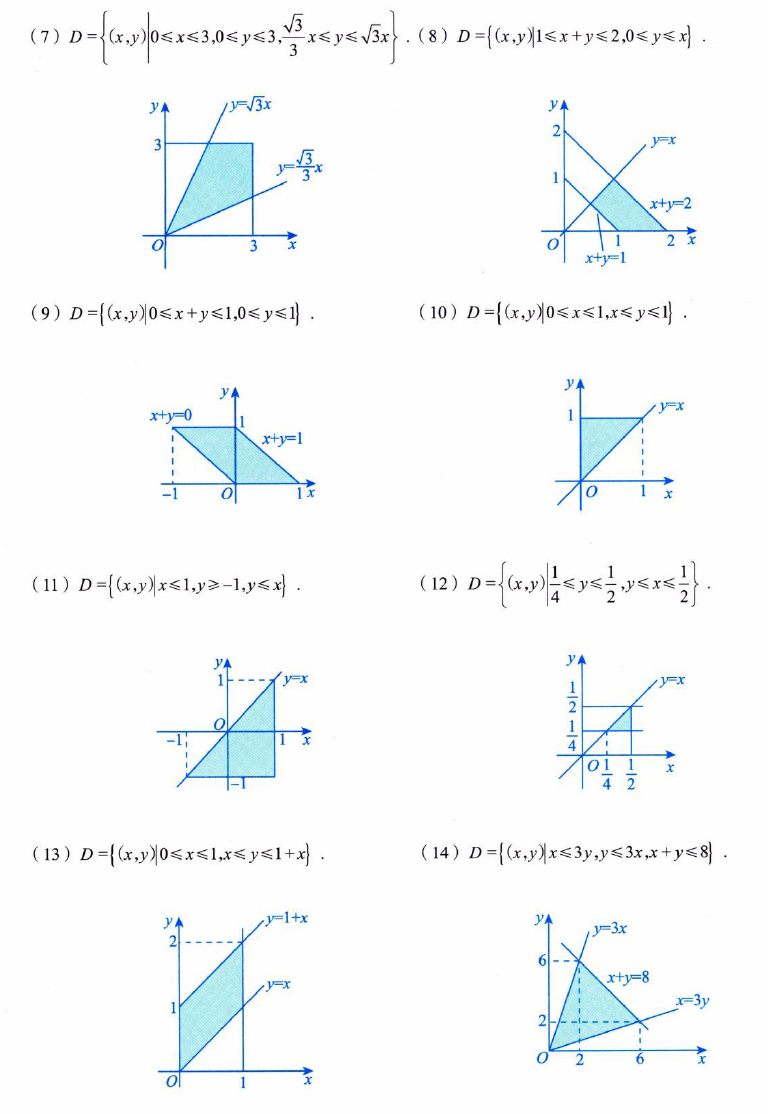 (7) D={(x,y)|0≤x≤3,0≤y≤3,√3/3 x≤y≤√3x}. (8) D={(x,y)|1≤x+y≤2,0≤y≤x}.
y y=√3x y
3 2 y=x
y=√3/3 x 1
x+y=2
O 3 x O 1 2 x
x+y=1
(9) D={(x,y)|0≤x+y≤1,0≤y≤1}. (10) D={(x,y)|0≤x≤1,x≤y≤1}.
y y
x+y=0 1 1 y=x
x+y=1
-1 O 1 x O 1 x
(11) D={(x,y)|x≤1,y≥-1,y≤x}. (12) D={(x,y)|1/4≤y≤1/2,y≤x≤1/2}.
y y
1 y=x 1/2 y=x
O 1/4
-1 1 x O 1/4 1/2 x
-1
(13) D={(x,y)|0≤x≤1,x≤y≤1+x}. (14) D={(x,y)|x≤3y,y≤3x,x+y≤8}.
y y=1+x y y=3x
2 6
x+y=8
1 y=x 2 x=3y
O 1 x O 2 6 x